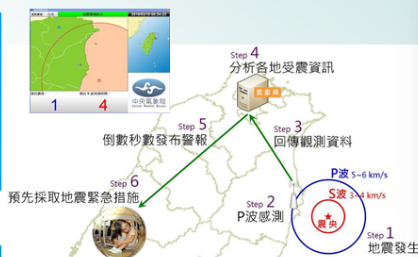 1
4
中央氣象局
Step 4
分析各地受震資訊
Step 5
倒數秒數發布警報
Step 3
回傳觀測資料
Step 6
預先採取地震緊急措施
Step 2
P波感測
P波 5~6 km/s
S波 3~4 km/s
震央
Step 1
地震發生